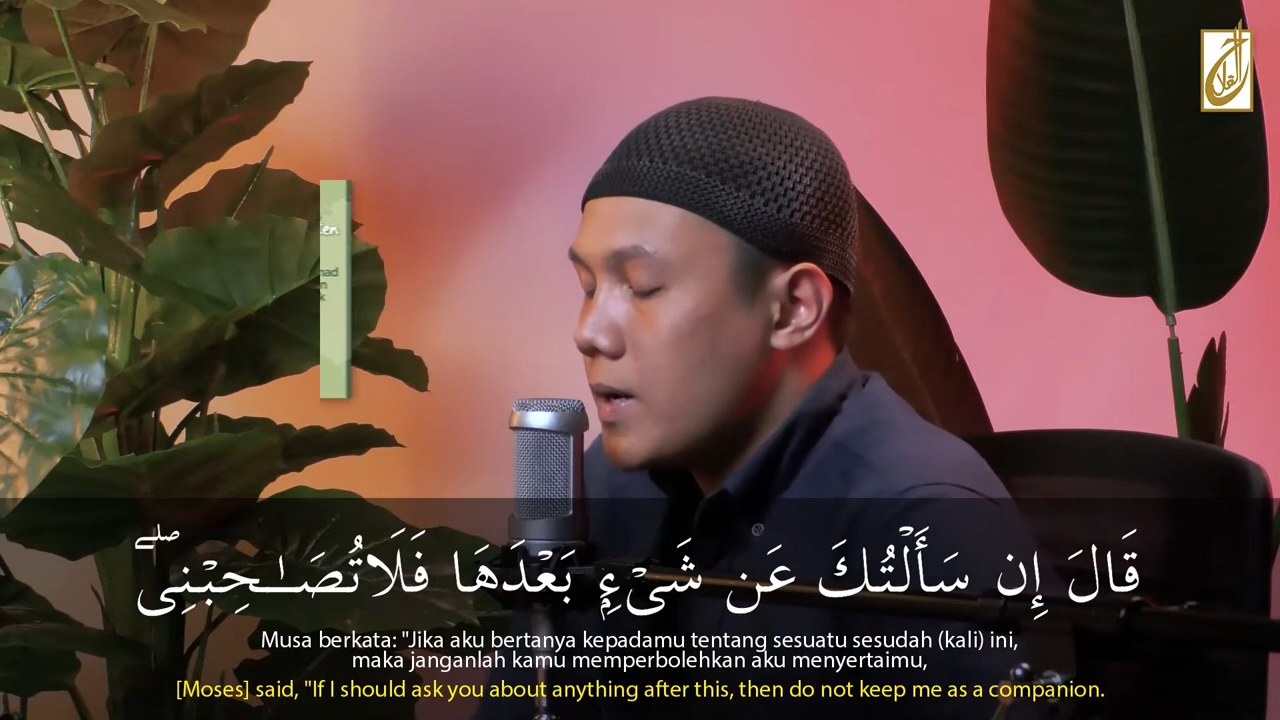 قَالَ إِن سَأَلْتُكَ عَن شَىْءٍۭ بَعْدَهَا فَلَا تُصَـٰحِبْنِى ۖ
Musa berkata: "Jika aku bertanya kepadamu tentang sesuatu sesudah (kali) ini,
maka janganlah kamu memperbolehkan aku menyertaimu,
[Moses] said, "If I should ask you about anything after this, then do not keep me as a companion.